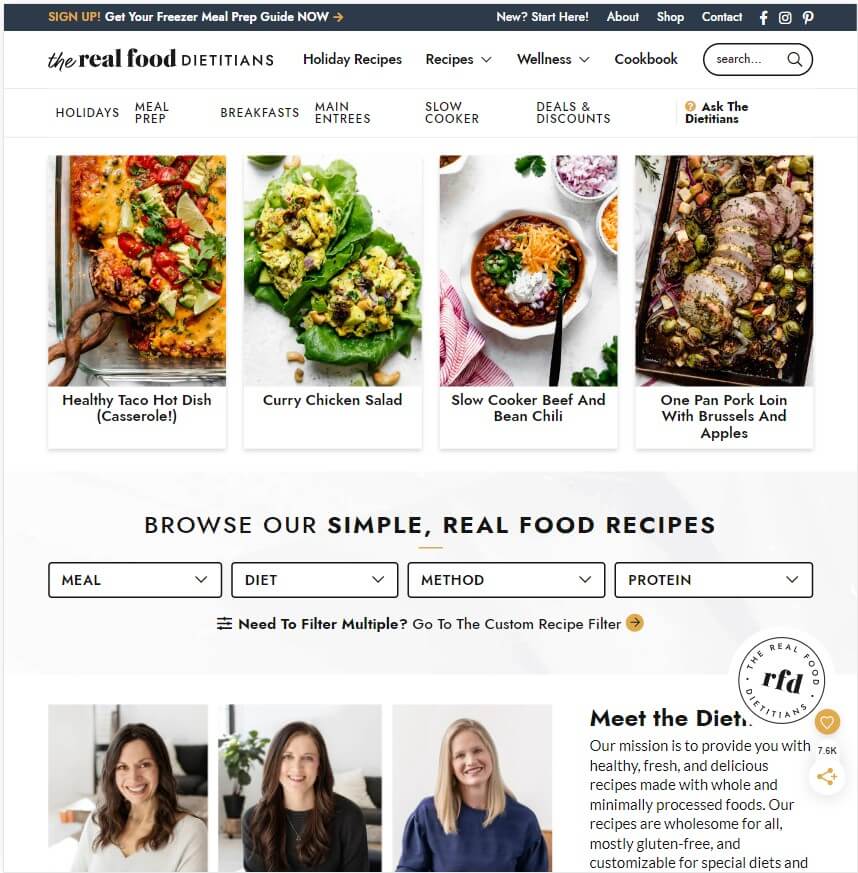 SIGN UP! Get Your Freezer Meal Prep Guide NOW →
New? Start Here! About Shop Contact
the real food DIETITIANS
Holiday Recipes Recipes Wellness Cookbook search...
HOLIDAYS
MEAL
PREP
BREAKFASTS
MAIN
ENTREES
SLOW
COOKER
DEALS &
DISCOUNTS
? Ask The
Dietitians
Healthy Taco Hot Dish
(Casserole!)
Curry Chicken Salad
Slow Cooker Beef And
Bean Chili
One Pan Pork Loin
With Brussels And
Apples
BROWSE OUR SIMPLE, REAL FOOD RECIPES
MEAL DIET METHOD PROTEIN
Need To Filter Multiple? Go To The Custom Recipe Filter →
THE REAL FOOD
rfd
DIETITIANS
Meet the
Our mission is to provide you with
healthy, fresh, and delicious
recipes made with whole and
minimally processed foods. Our
recipes are wholesome for all,
mostly gluten-free, and
customizable for special diets and
7.6K